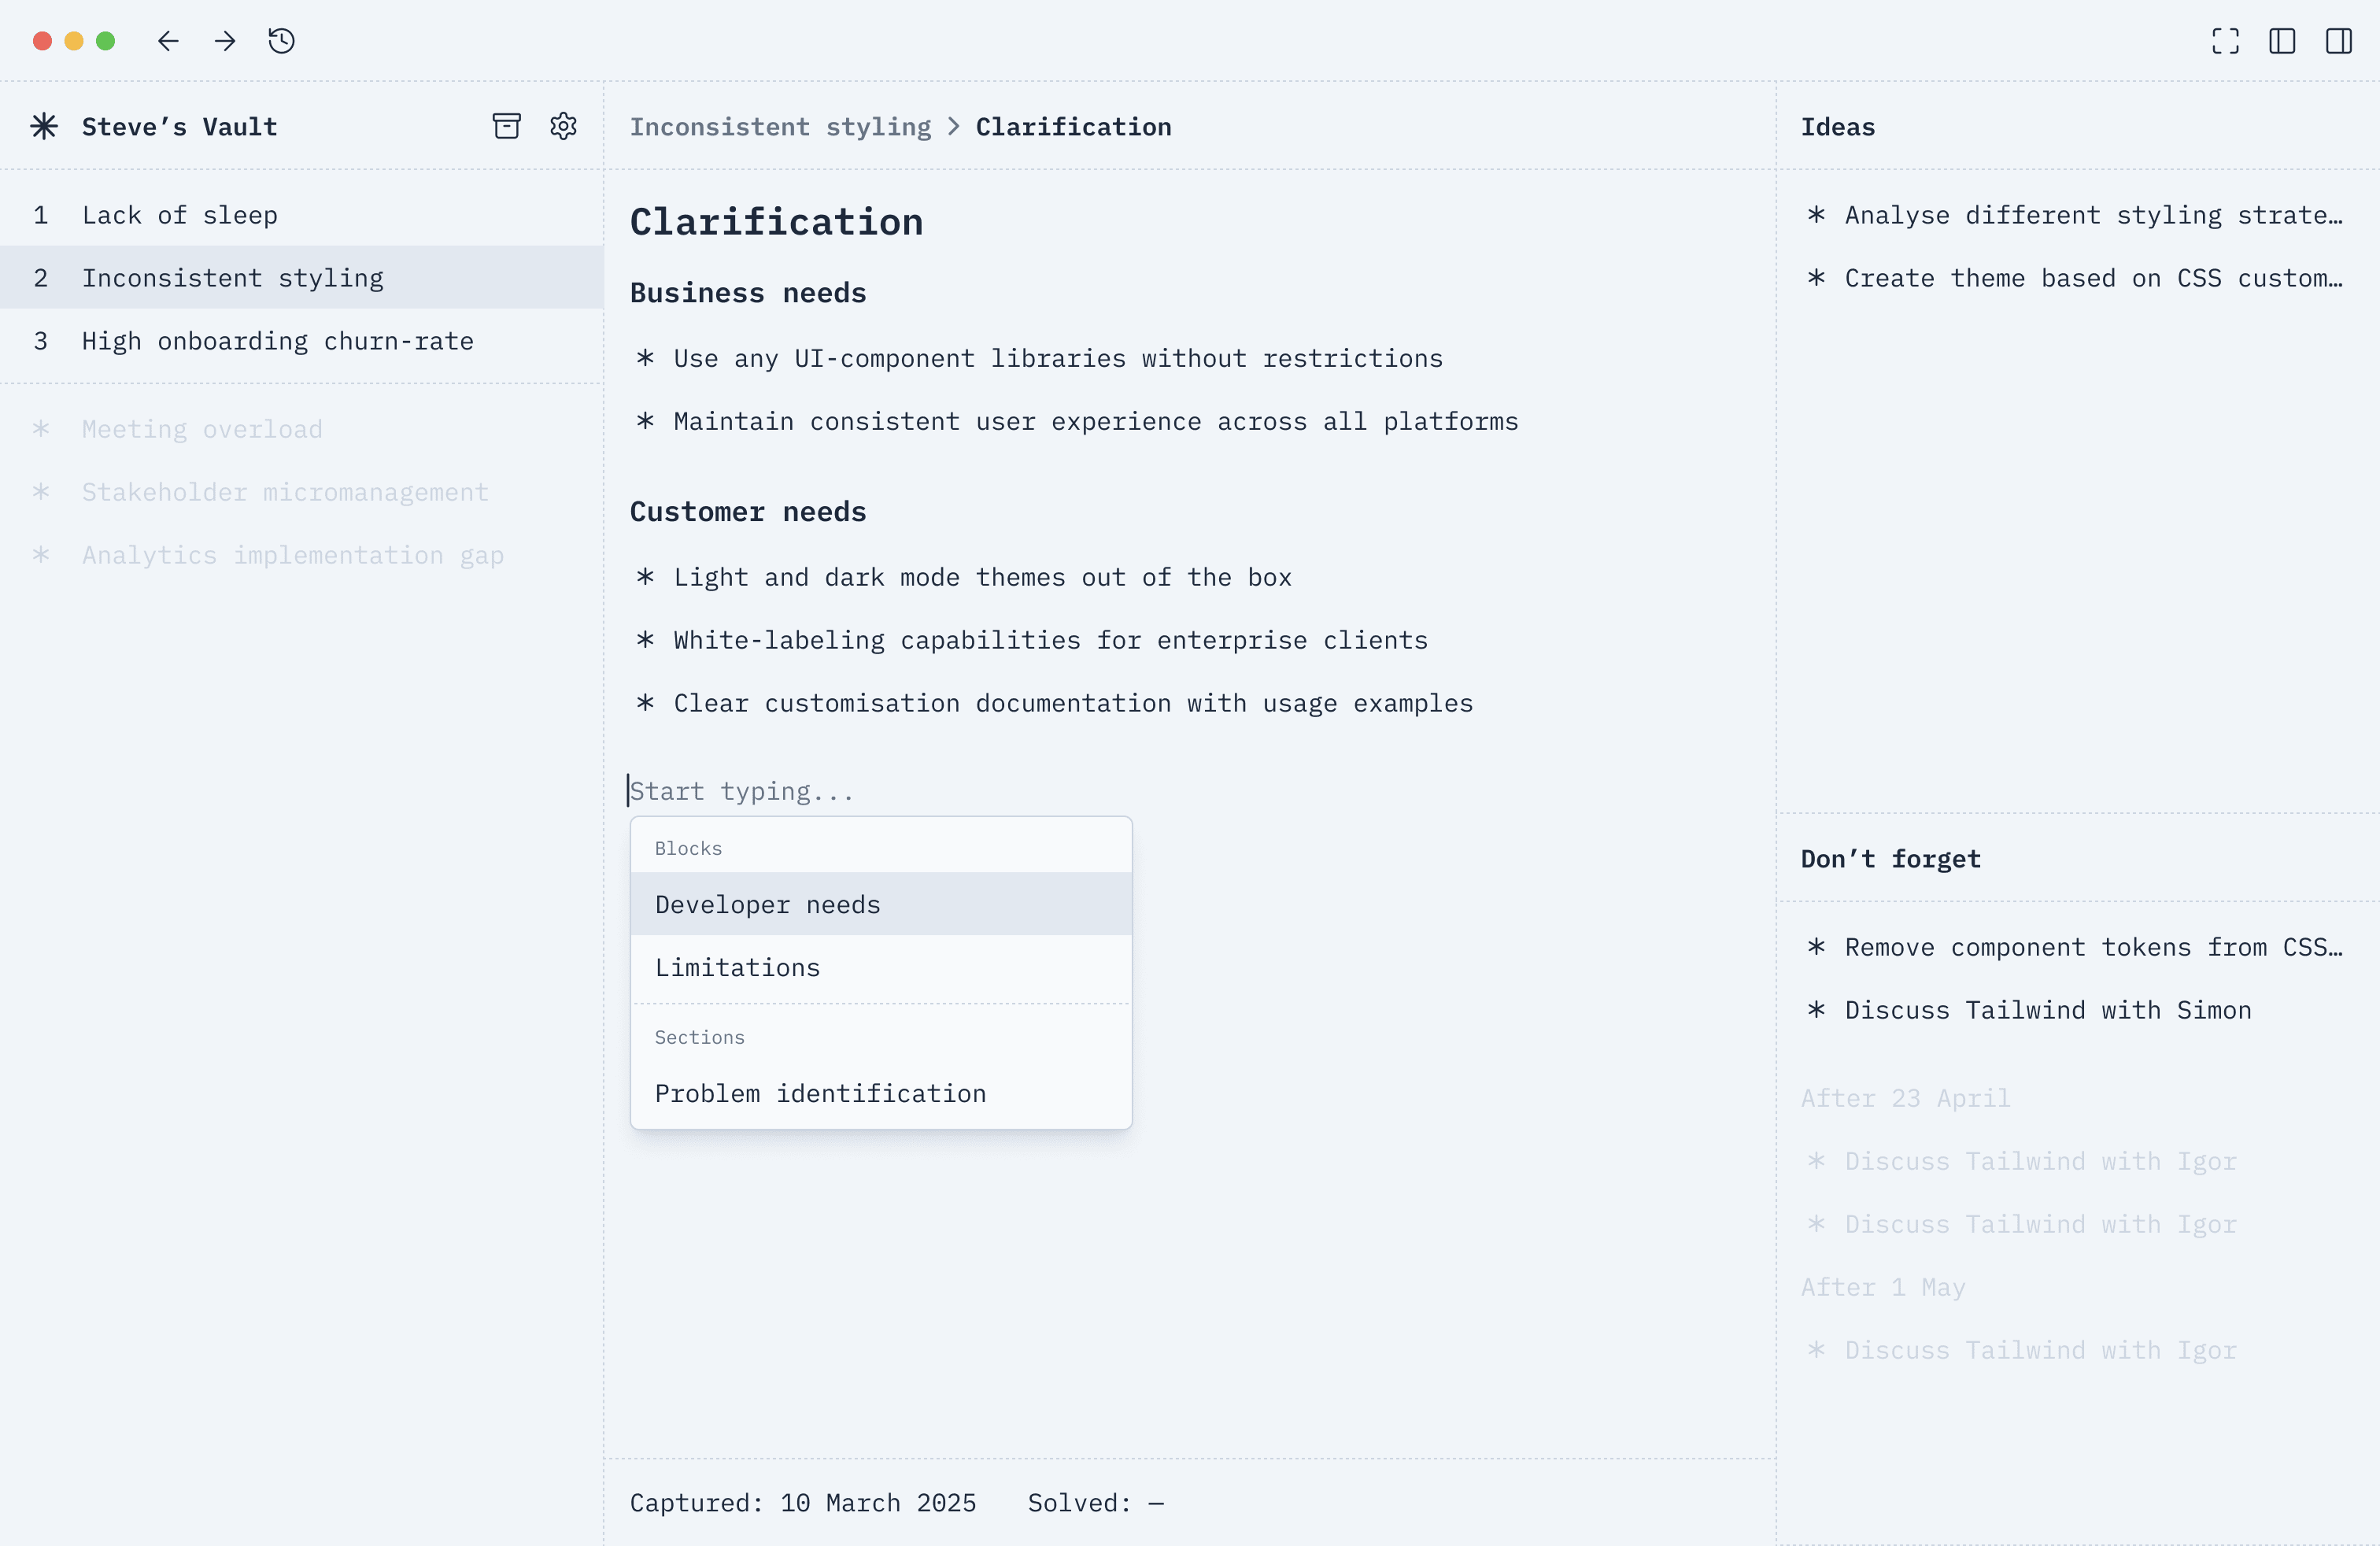 Steve’s Vault
1 Lack of sleep
2 Inconsistent styling
3 High onboarding churn-rate
* Meeting overload
* Stakeholder micromanagement
* Analytics implementation gap
Inconsistent styling > Clarification
Clarification
Business needs
* Use any UI-component libraries without restrictions
* Maintain consistent user experience across all platforms
Customer needs
* Light and dark mode themes out of the box
* White-labeling capabilities for enterprise clients
* Clear customisation documentation with usage examples
Start typing...
Blocks
Developer needs
Limitations
Sections
Problem identification
Captured: 10 March 2025 Solved: —
Ideas
* Analyse different styling strate…
* Create theme based on CSS custom…
Don’t forget
* Remove component tokens from CSS…
* Discuss Tailwind with Simon
After 23 April
* Discuss Tailwind with Igor
* Discuss Tailwind with Igor
After 1 May
* Discuss Tailwind with Igor